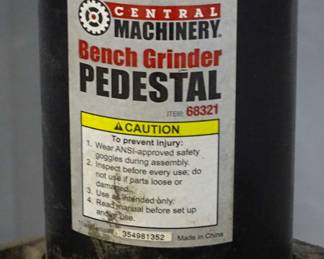 CENTRAL
MACHINERY®
Bench Grinder
PEDESTAL
ITEM: 68321
⚠CAUTION
To prevent injury:
1. Wear ANSI-approved safety
goggles during assembly.
2. Inspect before every use; do
not use if parts loose or
damaged.
3. Use as intended only.
4. Read manual before set up
and/or use.
354981352 Made in China